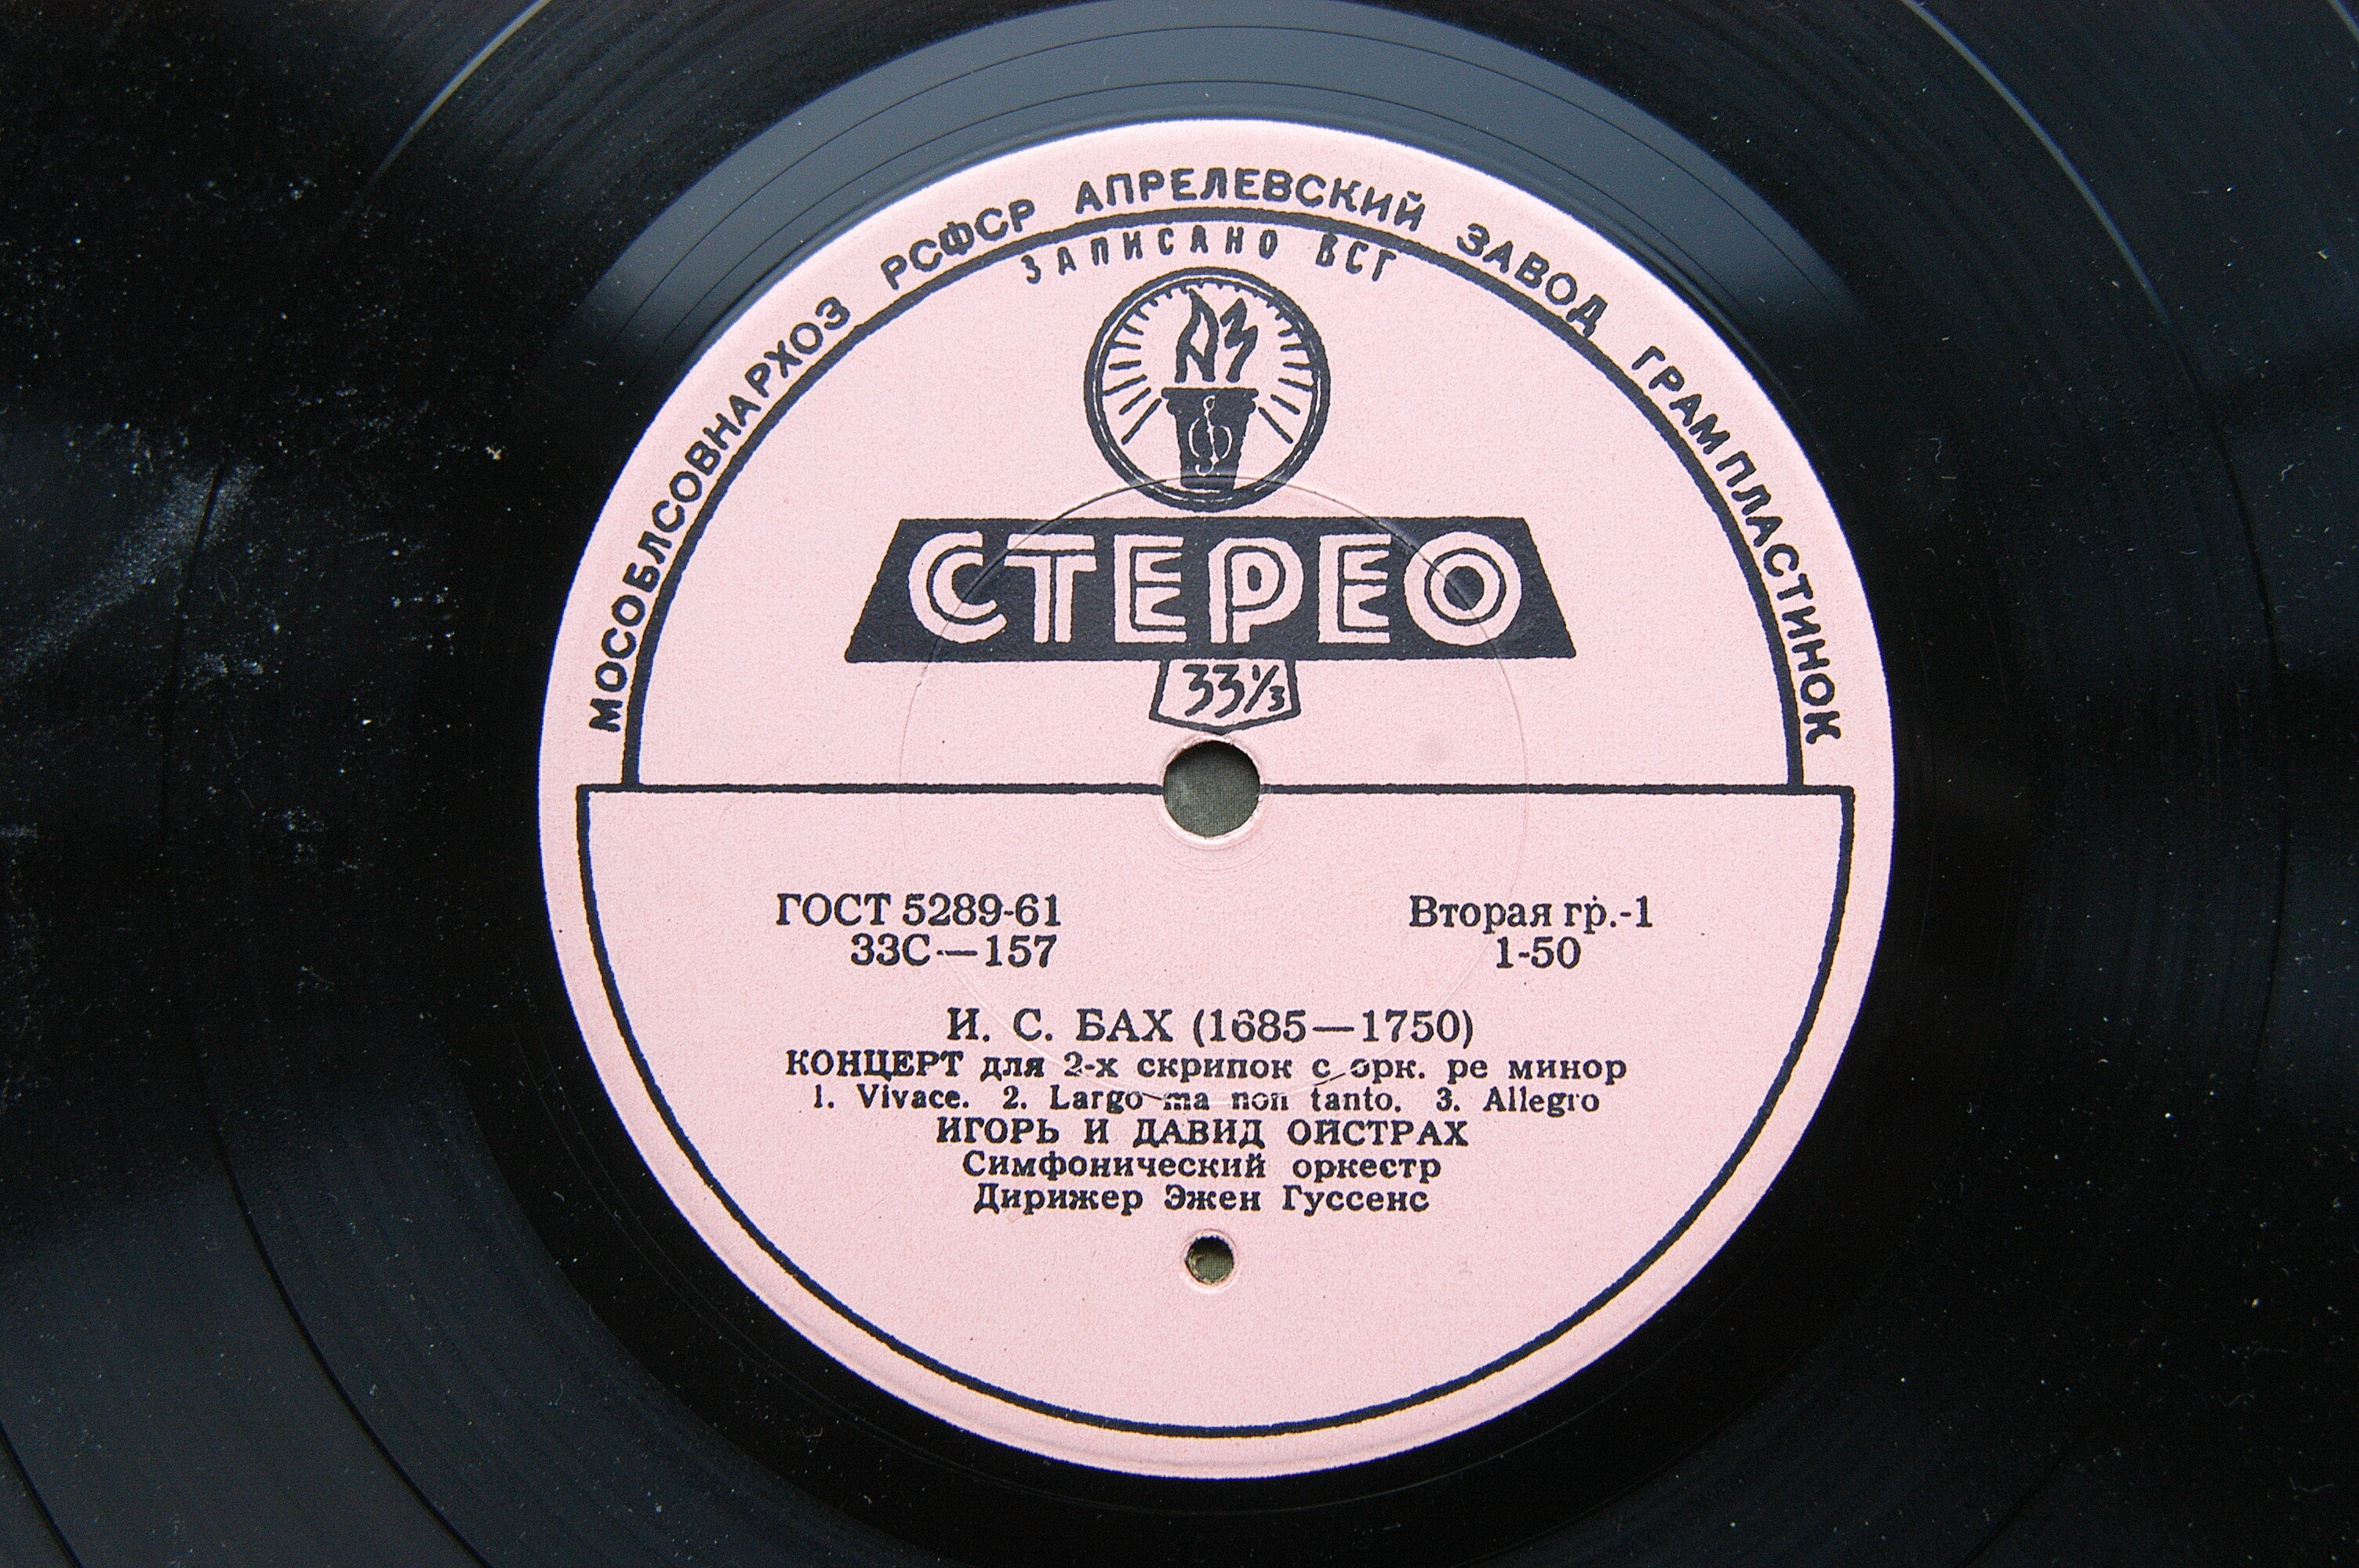 МОСОБЛСОВНАРХОЗ РСФСР АПРЕЛЕВСКИЙ ЗАВОД ГРАМПЛАСТИНОК
ЗАПИСАНО ВСГ
АЗ
СТЕРЕО
33⅓
ГОСТ 5289-61
Вторая гр.-1
33С—157
1-50
И. С. БАХ (1685—1750)
КОНЦЕРТ для 2-х скрипок с орк. ре минор
1. Vivace. 2. Largo ma non tanto. 3. Allegro
ИГОРЬ И ДАВИД ОЙСТРАХ
Симфонический оркестр
Дирижер Эжен Гуссенс